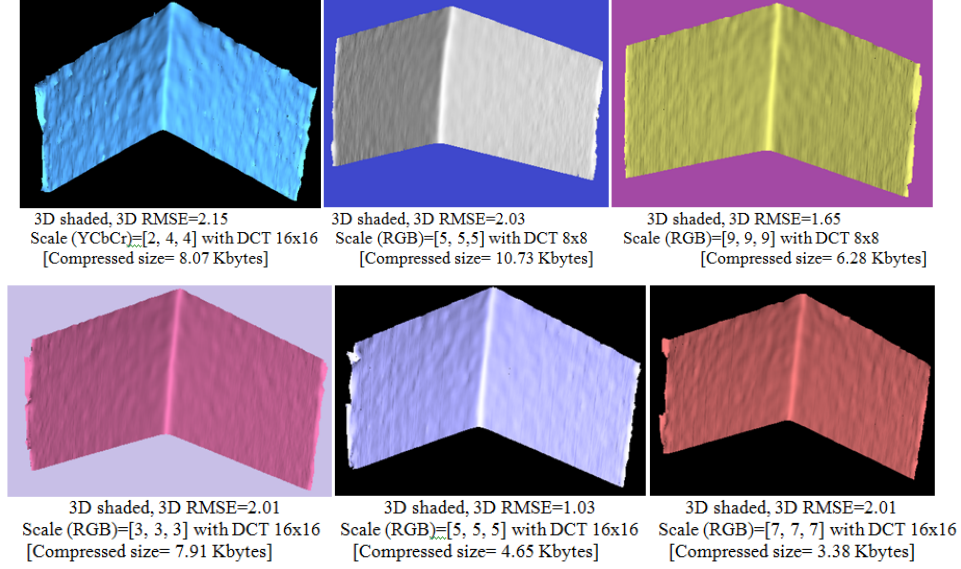 3D shaded, 3D RMSE=2.15
Scale (YCbCr)=[2, 4, 4] with DCT 16x16
[Compressed size= 8.07 Kbytes]
3D shaded, 3D RMSE=2.03
Scale (RGB)=[5, 5,5] with DCT 8x8
[Compressed size= 10.73 Kbytes]
3D shaded, 3D RMSE=1.65
Scale (RGB)=[9, 9, 9] with DCT 8x8
[Compressed size= 6.28 Kbytes]
3D shaded, 3D RMSE=2.01
Scale (RGB)=[3, 3, 3] with DCT 16x16
[Compressed size= 7.91 Kbytes]
3D shaded, 3D RMSE=1.03
Scale (RGB)=[5, 5, 5] with DCT 16x16
[Compressed size= 4.65 Kbytes]
3D shaded, 3D RMSE=2.01
Scale (RGB)=[7, 7, 7] with DCT 16x16
[Compressed size= 3.38 Kbytes]